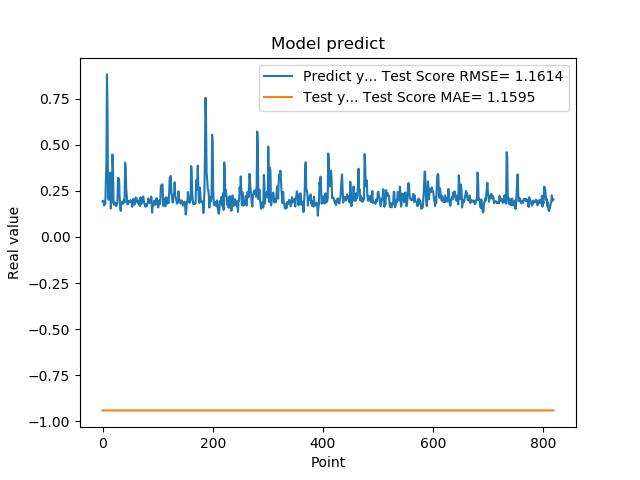 Model predict
Predict y... Test Score RMSE= 1.1614
Test y... Test Score MAE= 1.1595
Real value
0.75
0.50
0.25
0.00
−0.25
−0.50
−0.75
−1.00
0 200 400 600 800
Point